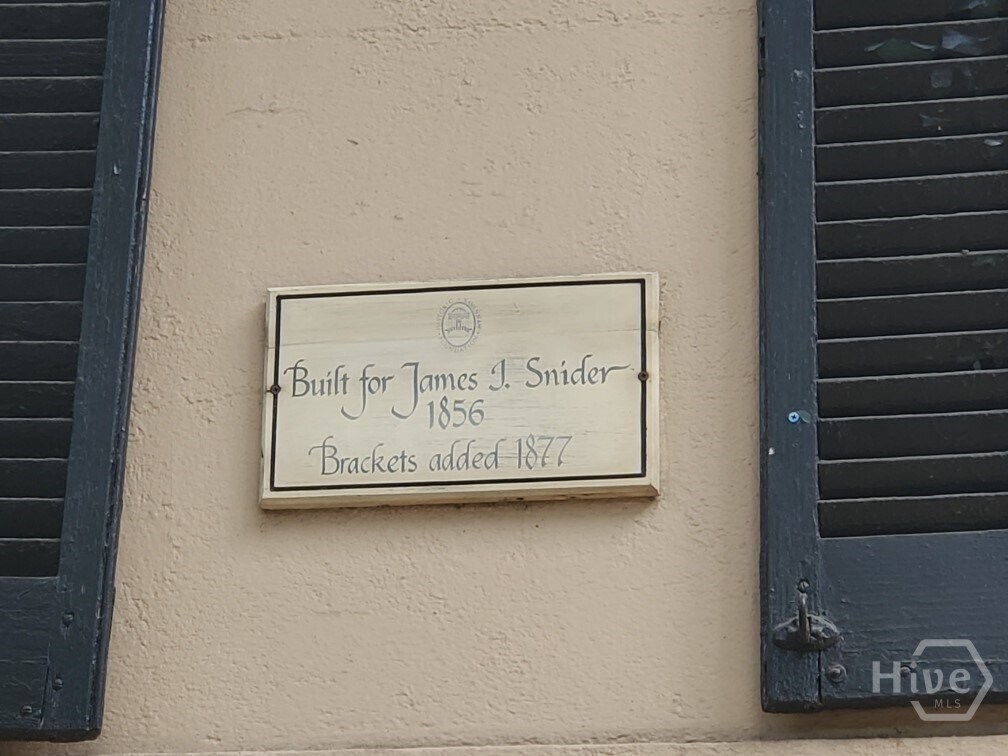 Built for James J. Snider
1856
Brackets added 1877
Hive
MLS